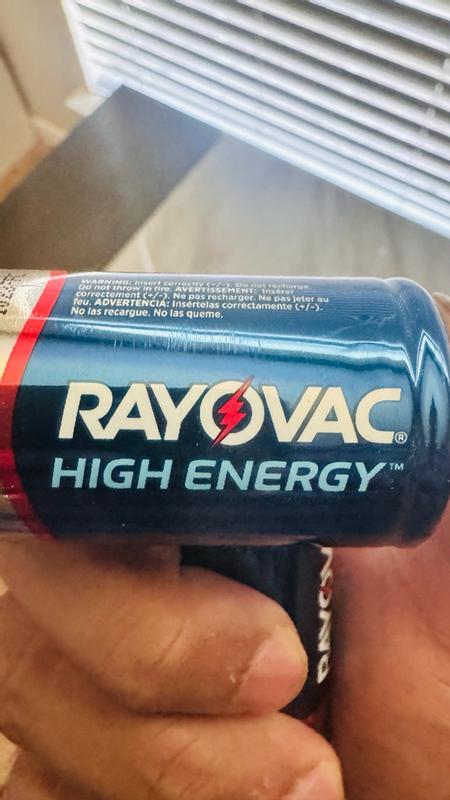 WARNING: Insert correctly (+/-). Do not recharge.
Do not throw in fire. AVERTISSEMENT: Insérer
correctement (+/-). Ne pas recharger. Ne pas jeter au
feu. ADVERTENCIA: Insértelas correctamente (+/-).
No las recargue. No las queme.
RAYOVAC®
HIGH ENERGY™